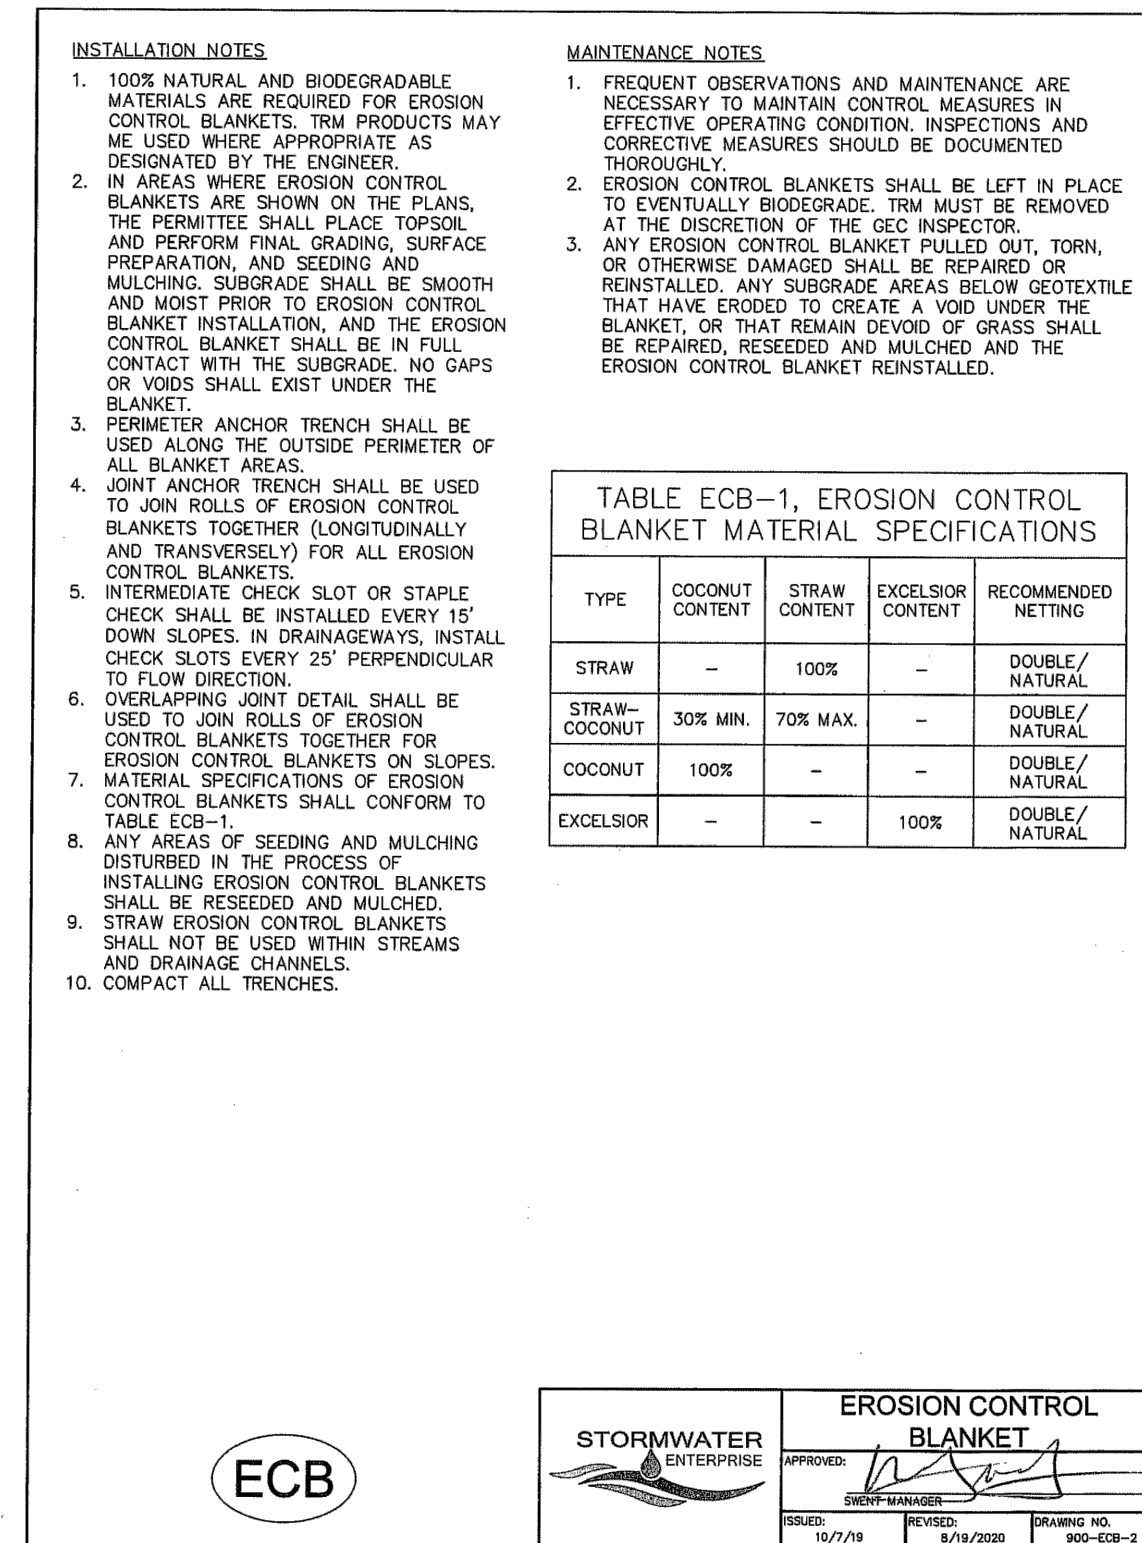 INSTALLATION NOTES
1. 100% NATURAL AND BIODEGRADABLE
MATERIALS ARE REQUIRED FOR EROSION
CONTROL BLANKETS. TRM PRODUCTS MAY
ME USED WHERE APPROPRIATE AS
DESIGNATED BY THE ENGINEER.
2. IN AREAS WHERE EROSION CONTROL
BLANKETS ARE SHOWN ON THE PLANS,
THE PERMITTEE SHALL PLACE TOPSOIL
AND PERFORM FINAL GRADING, SURFACE
PREPARATION, AND SEEDING AND
MULCHING. SUBGRADE SHALL BE SMOOTH
AND MOIST PRIOR TO EROSION CONTROL
BLANKET INSTALLATION, AND THE EROSION
CONTROL BLANKET SHALL BE IN FULL
CONTACT WITH THE SUBGRADE. NO GAPS
OR VOIDS SHALL EXIST UNDER THE
BLANKET.
3. PERIMETER ANCHOR TRENCH SHALL BE
USED ALONG THE OUTSIDE PERIMETER OF
ALL BLANKET AREAS.
4. JOINT ANCHOR TRENCH SHALL BE USED
TO JOIN ROLLS OF EROSION CONTROL
BLANKETS TOGETHER (LONGITUDINALLY
AND TRANSVERSELY) FOR ALL EROSION
CONTROL BLANKETS.
5. INTERMEDIATE CHECK SLOT OR STAPLE
CHECK SHALL BE INSTALLED EVERY 15'
DOWN SLOPES. IN DRAINAGEWAYS, INSTALL
CHECK SLOTS EVERY 25' PERPENDICULAR
TO FLOW DIRECTION.
6. OVERLAPPING JOINT DETAIL SHALL BE
USED TO JOIN ROLLS OF EROSION
CONTROL BLANKETS TOGETHER FOR
EROSION CONTROL BLANKETS ON SLOPES.
7. MATERIAL SPECIFICATIONS OF EROSION
CONTROL BLANKETS SHALL CONFORM TO
TABLE ECB-1.
8. ANY AREAS OF SEEDING AND MULCHING
DISTURBED IN THE PROCESS OF
INSTALLING EROSION CONTROL BLANKETS
SHALL BE RESEEDED AND MULCHED.
9. STRAW EROSION CONTROL BLANKETS
SHALL NOT BE USED WITHIN STREAMS
AND DRAINAGE CHANNELS.
10. COMPACT ALL TRENCHES.
MAINTENANCE NOTES
1. FREQUENT OBSERVATIONS AND MAINTENANCE ARE
NECESSARY TO MAINTAIN CONTROL MEASURES IN
EFFECTIVE OPERATING CONDITION. INSPECTIONS AND
CORRECTIVE MEASURES SHOULD BE DOCUMENTED
THOROUGHLY.
2. EROSION CONTROL BLANKETS SHALL BE LEFT IN PLACE
TO EVENTUALLY BIODEGRADE. TRM MUST BE REMOVED
AT THE DISCRETION OF THE GEC INSPECTOR.
3. ANY EROSION CONTROL BLANKET PULLED OUT, TORN,
OR OTHERWISE DAMAGED SHALL BE REPAIRED OR
REINSTALLED. ANY SUBGRADE AREAS BELOW GEOTEXTILE
THAT HAVE ERODED TO CREATE A VOID UNDER THE
BLANKET, OR THAT REMAIN DEVOID OF GRASS SHALL
BE REPAIRED, RESEEDED AND MULCHED AND THE
EROSION CONTROL BLANKET REINSTALLED.
TABLE ECB-1, EROSION CONTROL
BLANKET MATERIAL SPECIFICATIONS
TYPE COCONUT CONTENT STRAW CONTENT EXCELSIOR CONTENT RECOMMENDED NETTING
STRAW – 100% – DOUBLE/ NATURAL
STRAW-COCONUT 30% MIN. 70% MAX. – DOUBLE/ NATURAL
COCONUT 100% – – DOUBLE/ NATURAL
EXCELSIOR – – 100% DOUBLE/ NATURAL
ECB
STORMWATER
ENTERPRISE
EROSION CONTROL
BLANKET
APPROVED:
SWENT MANAGER
ISSUED: REVISED: DRAWING NO.
10/7/19 8/19/2020 900-ECB-2